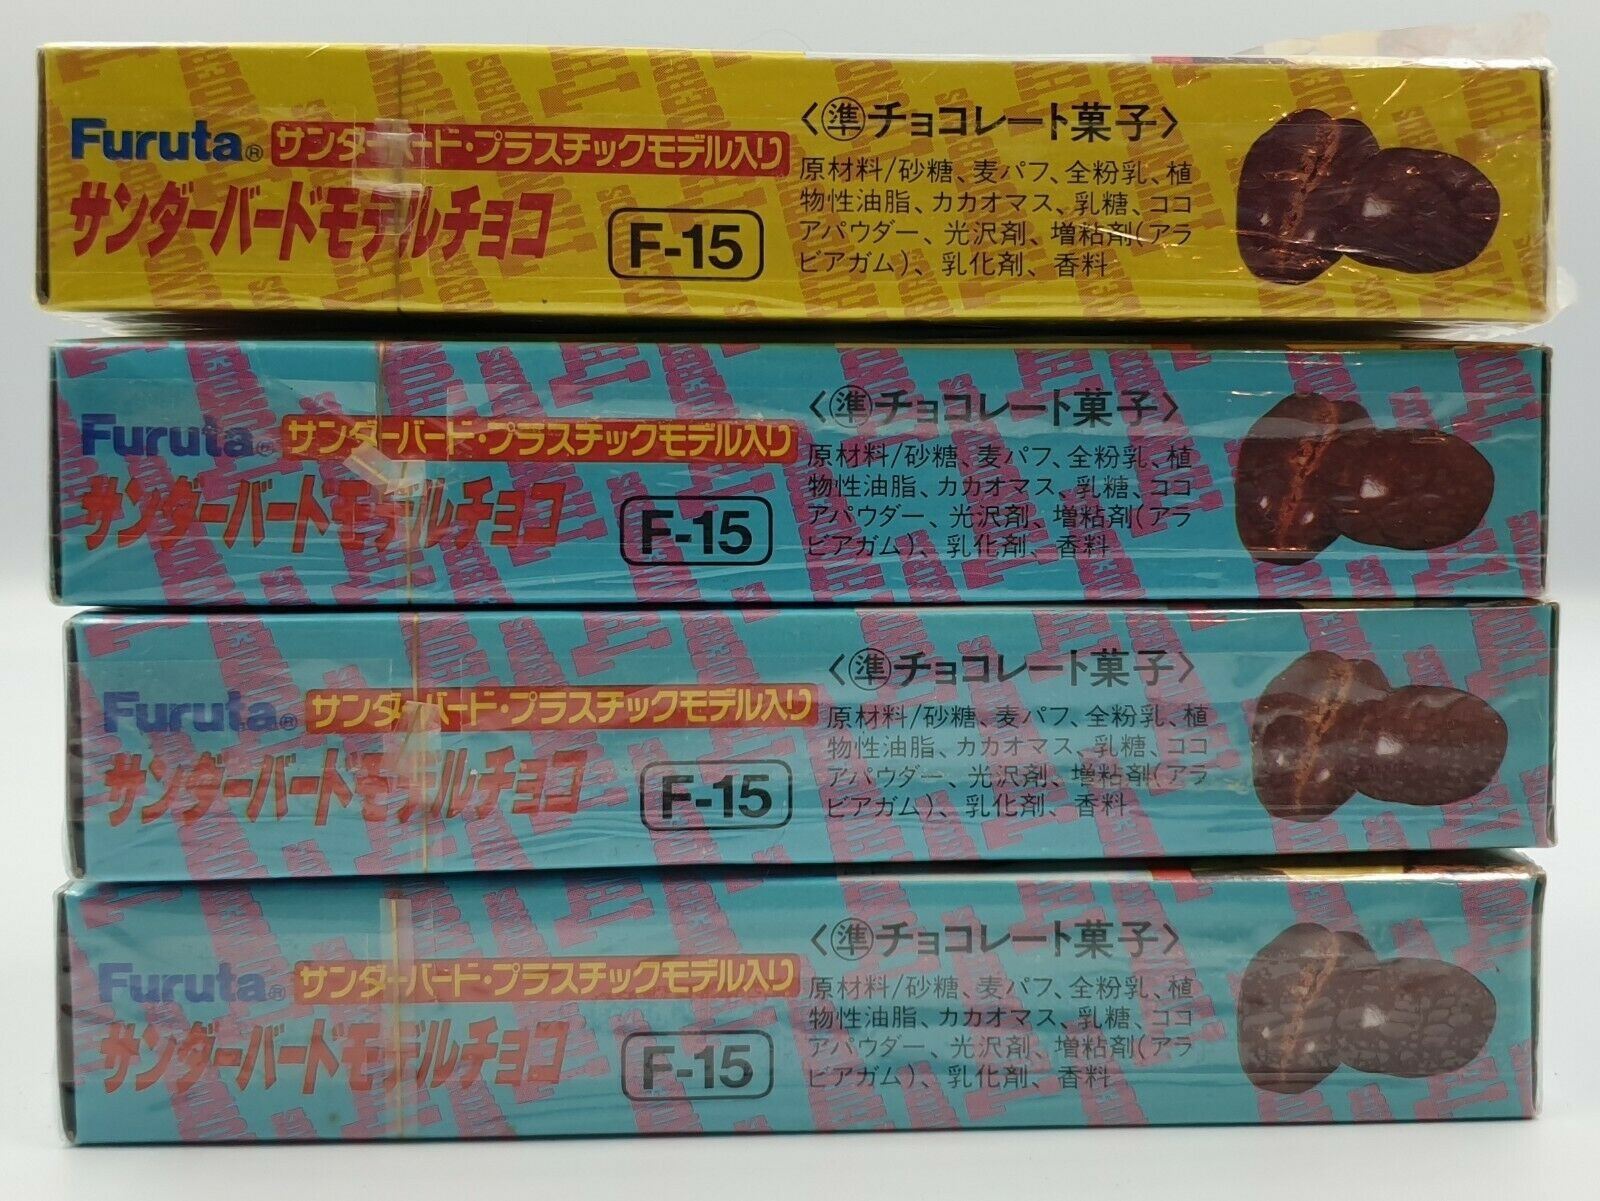 Furuta® サンダーバード・プラスチックモデル入り
サンダーバードモデルチョコ
F-15
〈㊜チョコレート菓子〉
原材料/砂糖、麦パフ、全粉乳、植
物性油脂、カカオマス、乳糖、ココ
アパウダー、光沢剤、増粘剤(アラ
ビアガム)、乳化剤、香料
Furuta® サンダーバード・プラスチックモデル入り
サンダーバードモデルチョコ
F-15
〈準チョコレート菓子〉
原材料/砂糖、麦パフ、全粉乳、植
物性油脂、カカオマス、乳糖、ココ
アパウダー、光沢剤、増粘剤(アラ
ビアガム)、乳化剤、香料
Furuta® サンダーバード・プラスチックモデル入り
サンダーバードモデルチョコ
F-15
〈準チョコレート菓子〉
原材料/砂糖、麦パフ、全粉乳、植
物性油脂、カカオマス、乳糖、ココ
アパウダー、光沢剤、増粘剤(アラ
ビアガム)、乳化剤、香料
Furuta® サンダーバード・プラスチックモデル入り
サンダーバードモデルチョコ
F-15
〈準チョコレート菓子〉
原材料/砂糖、麦パフ、全粉乳、植
物性油脂、カカオマス、乳糖、ココ
アパウダー、光沢剤、増粘剤(アラ
ビアガム)、乳化剤、香料